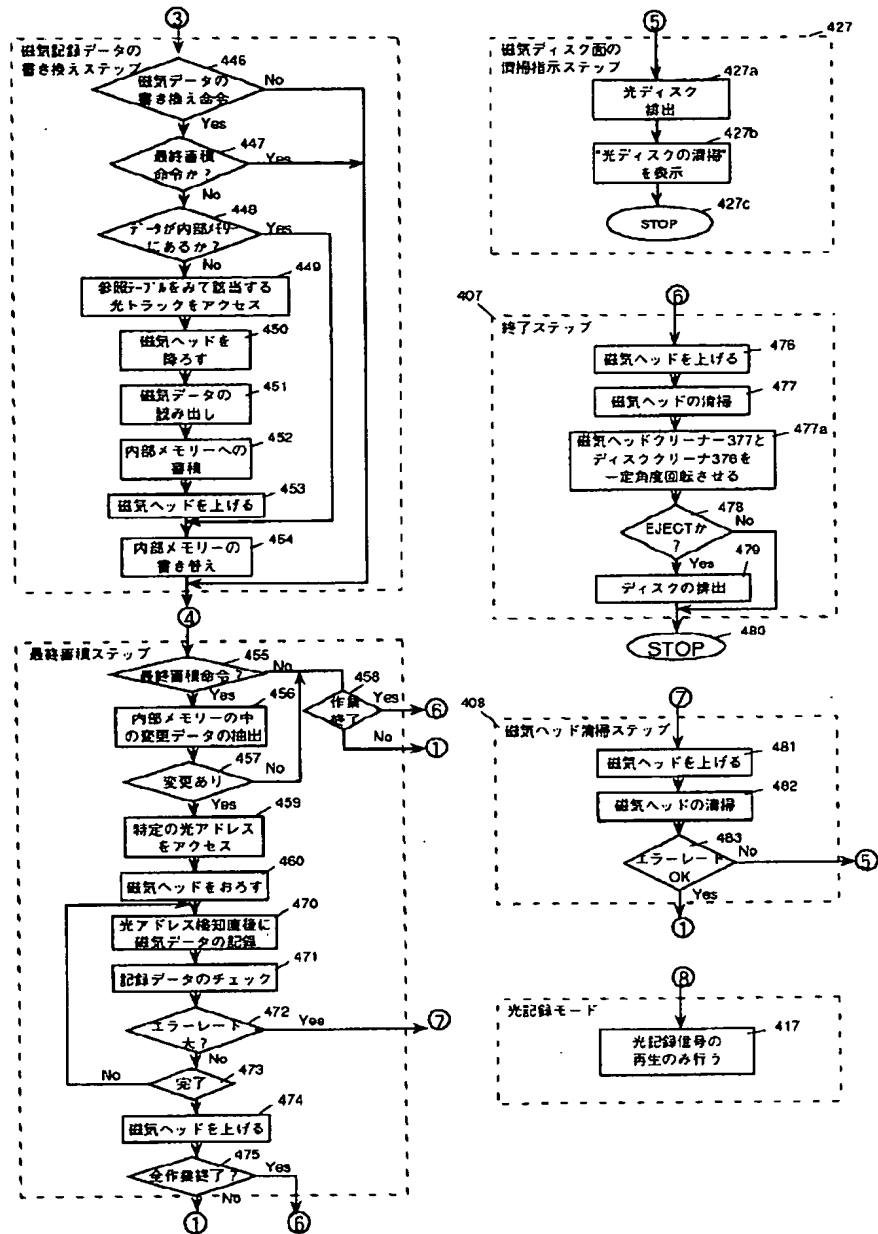 ③
磁気記録データの
書き換えステップ
446
磁気データの
書き換え命令
No
Yes
447
最終蓄積
命令か?
Yes
No
448
データが内部メモリー
にあるか?
Yes
No
449
参照テーブルをみて該当する
光トラックをアクセス
450
磁気ヘッドを
降ろす
451
磁気データの
読み出し
452
内部メモリーへの
蓄積
453
磁気ヘッドを上げる
454
内部メモリーの
書き替え
④
最終蓄積ステップ
455
最終蓄積命令?
No
Yes
456
内部メモリーの中
の変更データの抽出
457
変更あり
No
Yes
458
作業
終了
Yes
⑥
No
①
459
特定の光アドレス
をアクセス
460
磁気ヘッドをおろす
470
光アドレス検知直後に
磁気データの記録
471
記録データのチェック
472
エラーレート
大?
Yes
⑦
No
473
完了
No
474
磁気ヘッドを上げる
475
全作業終了?
Yes
No
①
⑥
⑤
427
磁気ディスク面の
清掃指示ステップ
427a
光ディスク
排出
427b
"光ディスクの清掃"
を表示
427c
STOP
⑥
407
終了ステップ
476
磁気ヘッドを上げる
477
磁気ヘッドの清掃
477a
磁気ヘッドクリーナー377と
ディスククリーナ376を
一定角度回転させる
478
EJECTか
?
No
Yes
479
ディスクの排出
480
STOP
⑦
408
磁気ヘッド清掃ステップ
481
磁気ヘッドを上げる
482
磁気ヘッドの清掃
483
エラーレート
OK
No
⑤
Yes
①
⑧
光記録モード
417
光記録信号の
再生のみ行う